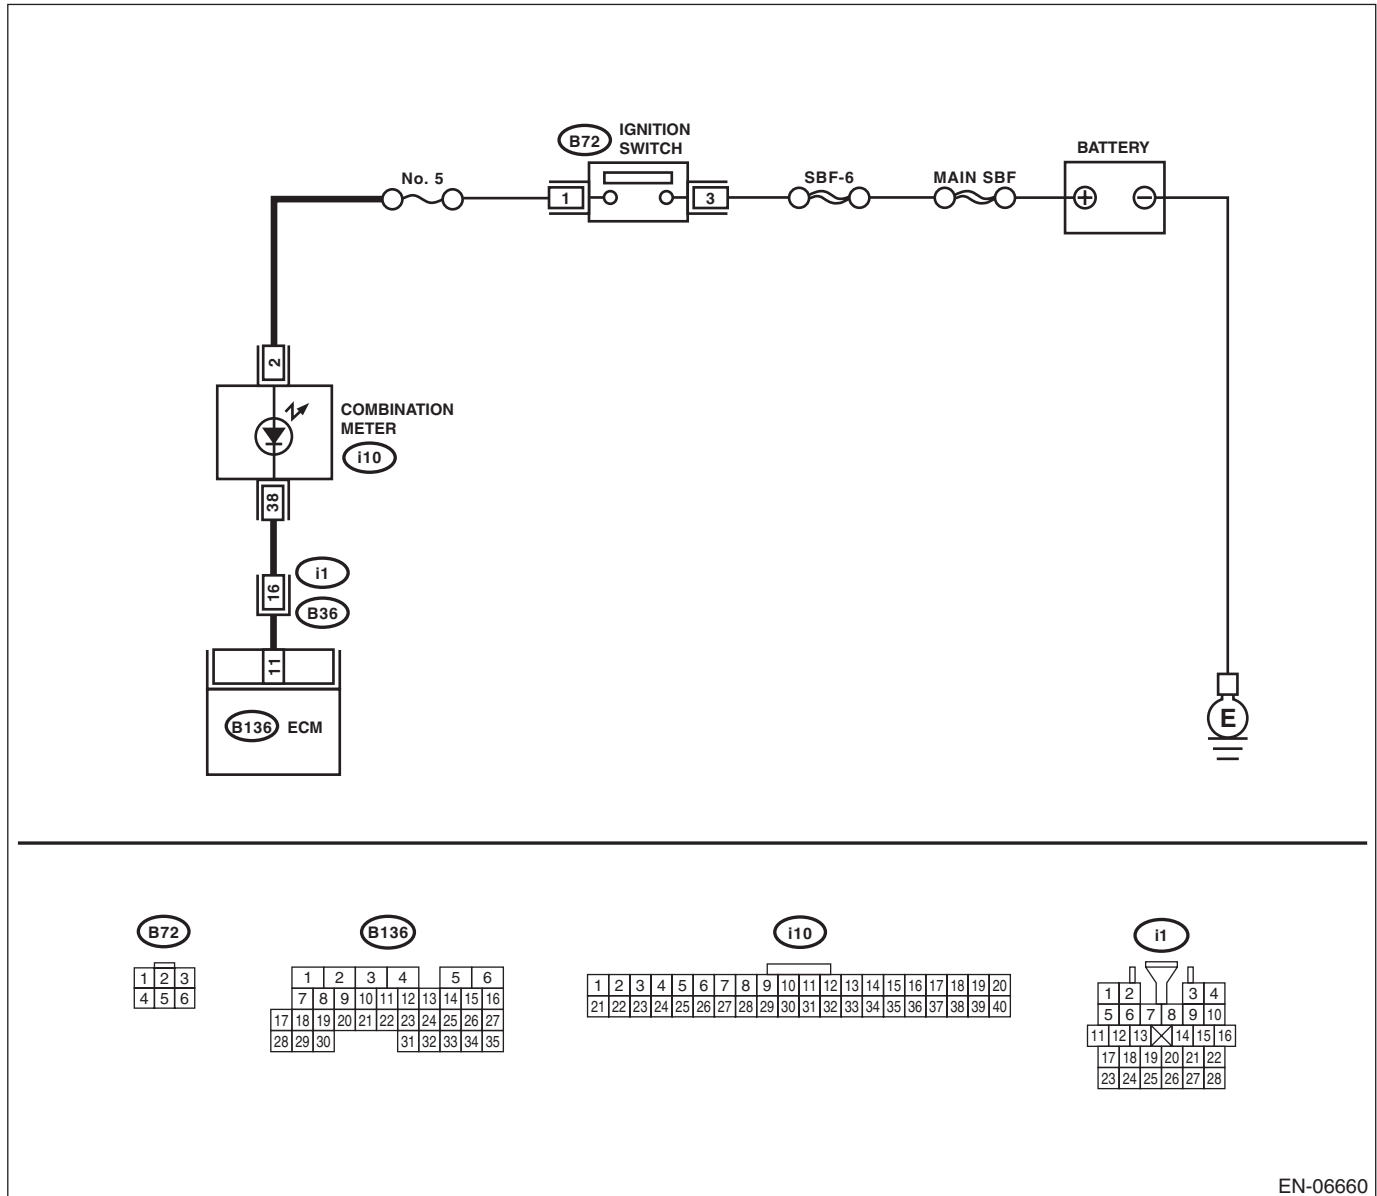 B72
IGNITION
SWITCH
BATTERY
No. 5
SBF-6
MAIN SBF
1
3
+
−
2
COMBINATION
METER
i10
38
i1
16
B36
11
B136
ECM
E
B72
1 2 3
4 5 6
B136
1 2 3 4 5 6
7 8 9 10 11 12 13 14 15 16
17 18 19 20 21 22 23 24 25 26 27
28 29 30 31 32 33 34 35
i10
1 2 3 4 5 6 7 8 9 10 11 12 13 14 15 16 17 18 19 20
21 22 23 24 25 26 27 28 29 30 31 32 33 34 35 36 37 38 39 40
i1
1 2 3 4
5 6 7 8 9 10
11 12 13 14 15 16
17 18 19 20 21 22
23 24 25 26 27 28
EN-06660